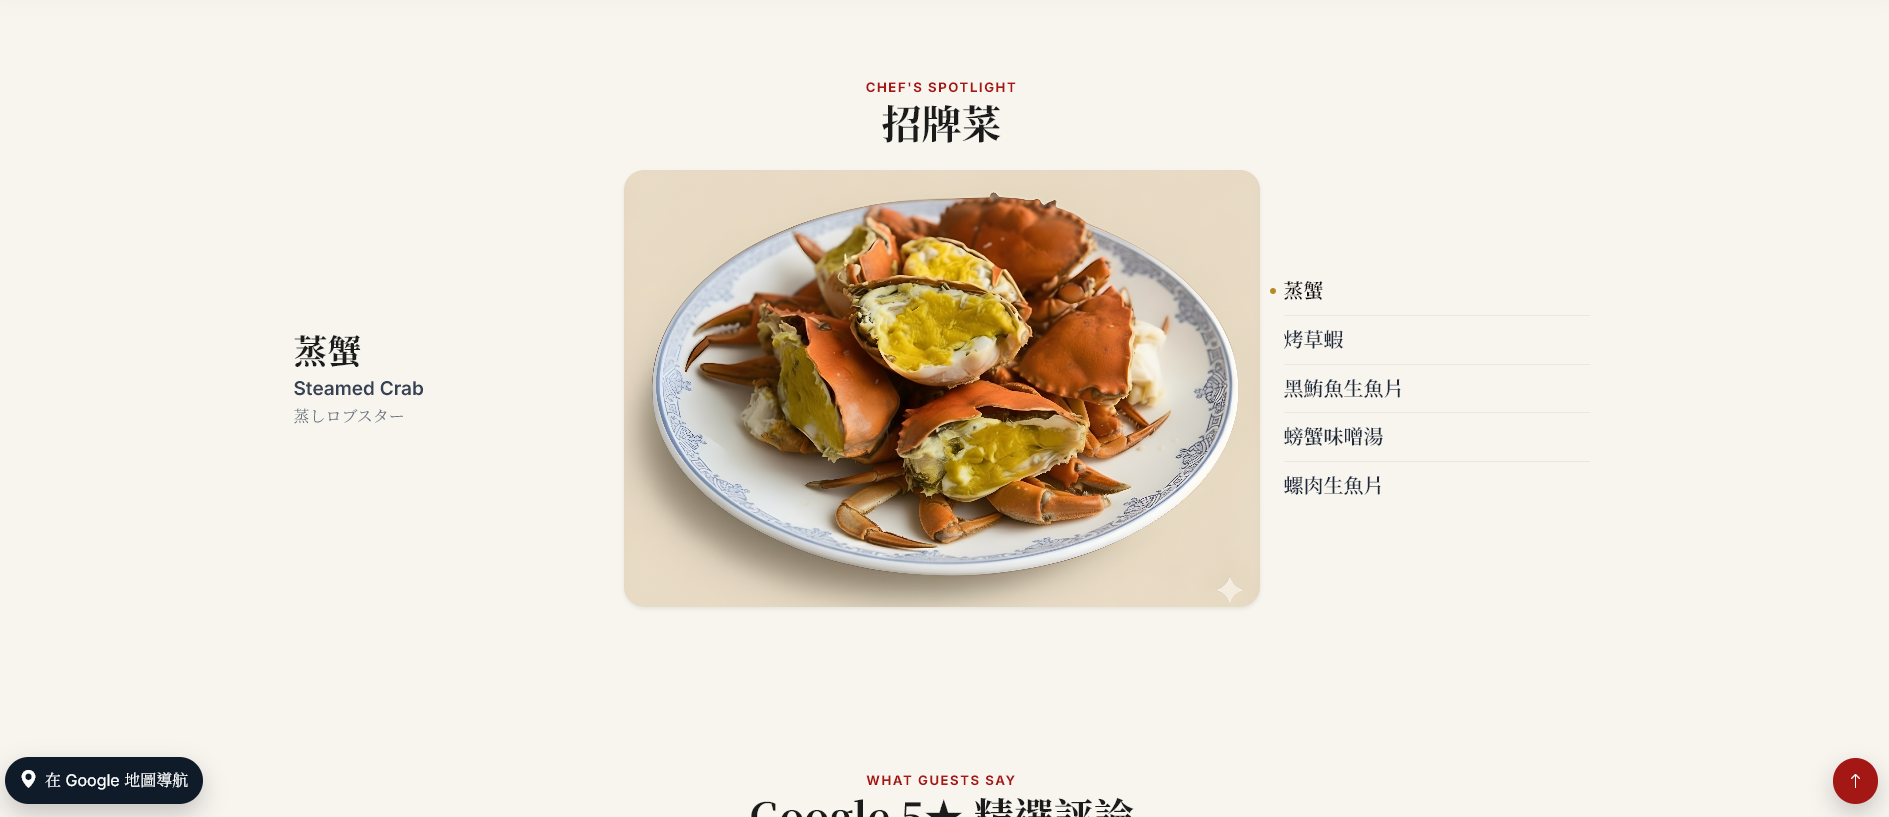 CHEF'S SPOTLIGHT
招牌菜
蒸蟹
Steamed Crab
蒸しロブスター
蒸蟹
烤草蝦
黑鮪魚生魚片
螃蟹味噌湯
螺肉生魚片
在 Google 地圖導航
WHAT GUESTS SAY
Google 5★ 精選評論